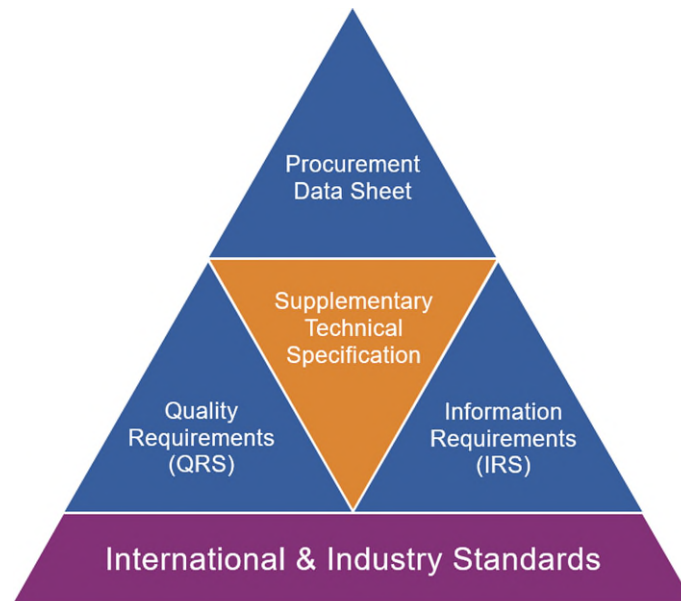 Procurement
Data Sheet
Supplementary
Technical
Specification
Quality
Requirements
(QRS)
Information
Requirements
(IRS)
International & Industry Standards